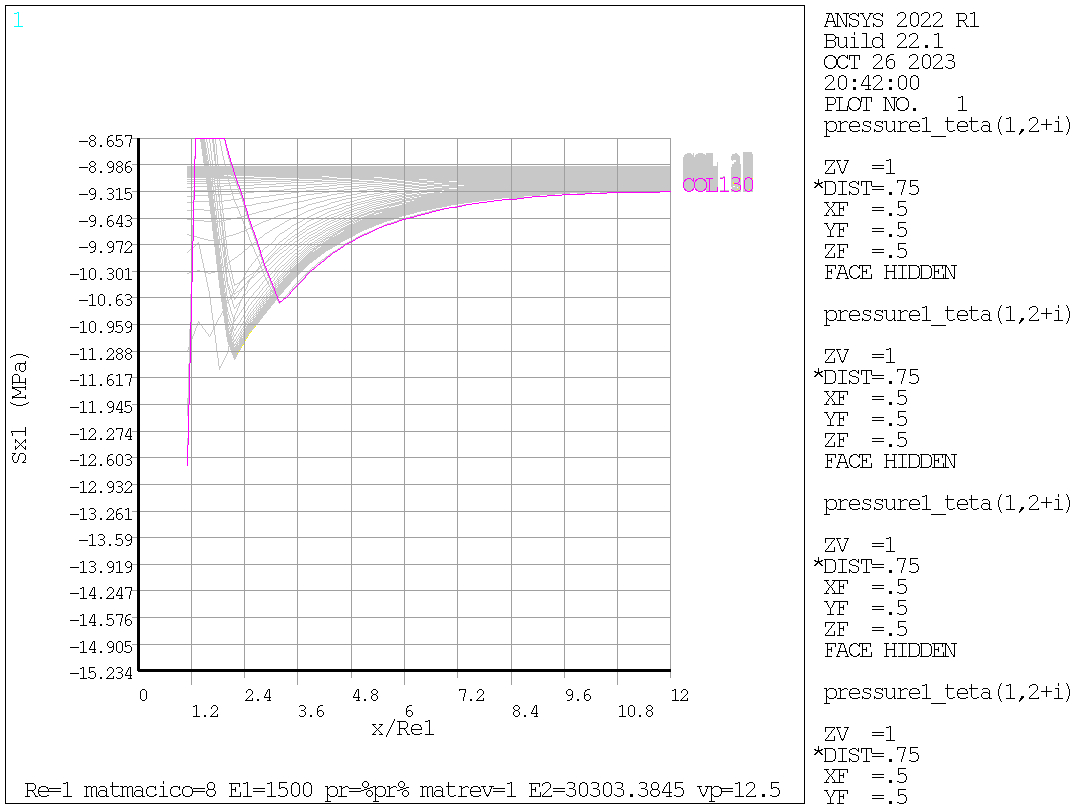 1
ANSYS 2022 R1
Build 22.1
OCT 26 2023
20:42:00
PLOT NO. 1
pressure1_teta(1,2+i)
ZV =1
*DIST=.75
XF =.5
YF =.5
ZF =.5
FACE HIDDEN
pressure1_teta(1,2+i)
ZV =1
*DIST=.75
XF =.5
YF =.5
ZF =.5
FACE HIDDEN
pressure1_teta(1,2+i)
ZV =1
*DIST=.75
XF =.5
YF =.5
ZF =.5
FACE HIDDEN
pressure1_teta(1,2+i)
ZV =1
*DIST=.75
XF =.5
YF =.5
-8.657
-8.986
-9.315
-9.643
-9.972
-10.301
-10.63
-10.959
-11.288
-11.617
-11.945
-12.274
-12.603
-12.932
-13.261
-13.59
-13.919
-14.247
-14.576
-14.905
-15.234
COL130
Sx1 (MPa)
0 2.4 4.8 7.2 9.6 12
1.2 3.6 6 8.4 10.8
x/Re1
Re=1 matmacico=8 E1=1500 pr=%pr% matrev=1 E2=30303.3845 vp=12.5